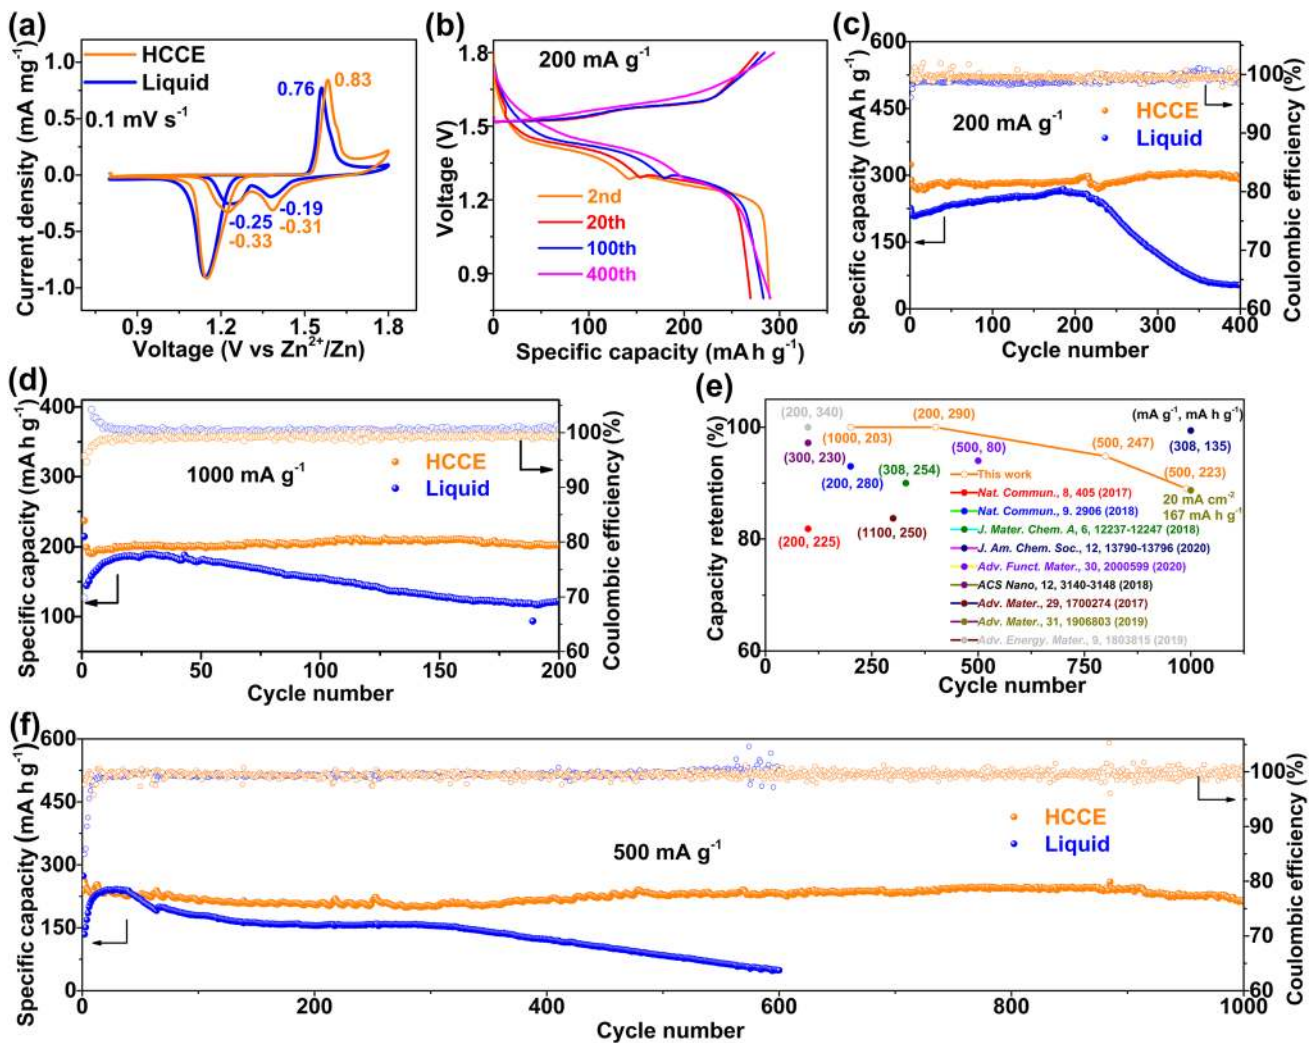 (a)
HCCE
Liquid
0.1 mV s-1
0.76
0.83
-0.19
-0.25
-0.31
-0.33
Current density (mA mg-1)
1.0
0.5
0.0
-0.5
-1.0
0.9 1.2 1.5 1.8
Voltage (V vs Zn2+/Zn)
(b)
200 mA g-1
2nd
20th
100th
400th
Voltage (V)
1.8
1.5
1.2
0.9
0 100 200 300
Specific capacity (mA h g-1)
(c)
200 mA g-1
HCCE
Liquid
Specific capacity (mA h g-1)
600
450
300
150
0
Coulombic efficiency (%)
100
90
80
70
60
0 100 200 300 400
Cycle number
(d)
1000 mA g-1
HCCE
Liquid
Specific capacity (mA h g-1)
400
350
300
250
200
150
100
Coulombic efficiency (%)
100
90
80
70
60
0 50 100 150 200
Cycle number
(e)
(200, 340)
(200, 290)
(mA g-1, mA h g-1)
(1000, 203)
(308, 135)
(300, 230)
(500, 80)
(500, 247)
(308, 254)
(200, 280)
(500, 223)
This work
20 mA cm-2
167 mA h g-1
(200, 225)
(1100, 250)
Nat. Commun., 8, 405 (2017)
Nat. Commun., 9. 2906 (2018)
J. Mater. Chem. A, 6, 12237-12247 (2018)
J. Am. Chem. Soc., 12, 13790-13796 (2020)
Adv. Funct. Mater., 30, 2000599 (2020)
ACS Nano, 12, 3140-3148 (2018)
Adv. Mater., 29, 1700274 (2017)
Adv. Mater., 31, 1906803 (2019)
Adv. Energy. Mater., 9, 1803815 (2019)
Capacity retention (%)
100
80
60
0 250 500 750 1000
Cycle number
(f)
500 mA g-1
HCCE
Liquid
Specific capacity (mA h g-1)
600
450
300
150
0
Coulombic efficiency (%)
100
90
80
70
60
0 200 400 600 800 1000
Cycle number